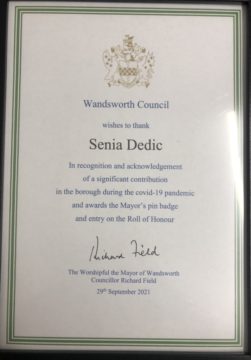 Wandsworth Council
wishes to thank
Senia Dedic
In recognition and acknowledgement
of a significant contribution
in the borough during the covid-19 pandemic
and awards the Mayor's pin badge
and entry on the Roll of Honour
Richard Field
The Worshipful the Mayor of Wandsworth
Councillor Richard Field
29th September 2021